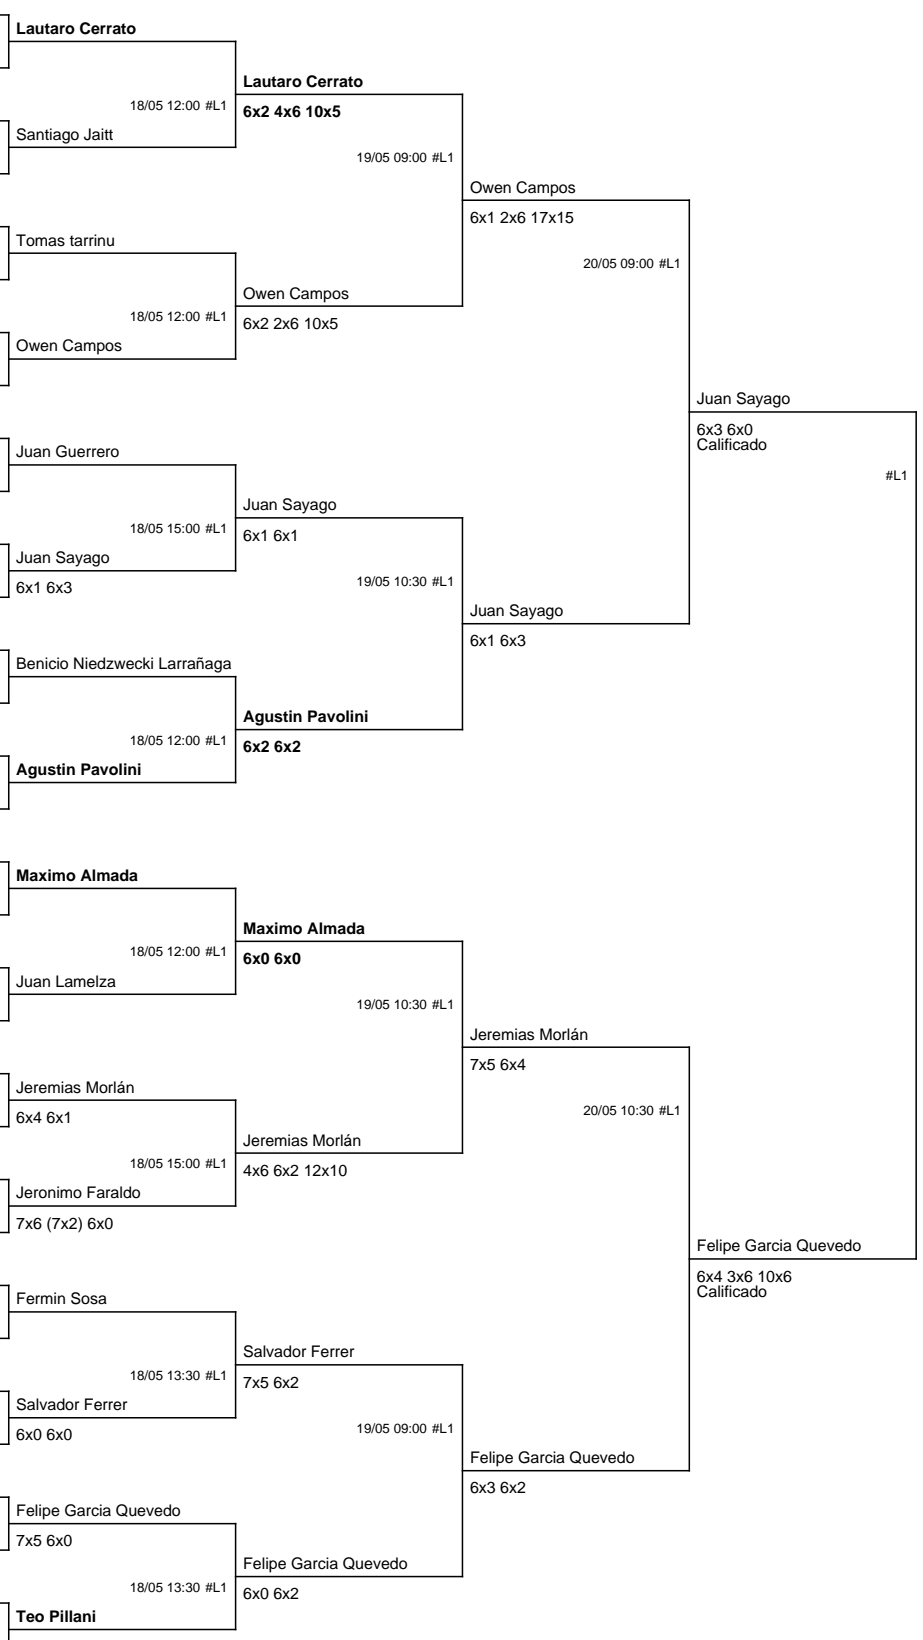 Lautaro Cerrato
Lautaro Cerrato
18/05 12:00 #L1
6x2 4x6 10x5
Santiago Jaitt
19/05 09:00 #L1
Owen Campos
6x1 2x6 17x15
Tomas tarrinu
20/05 09:00 #L1
Owen Campos
18/05 12:00 #L1
6x2 2x6 10x5
Owen Campos
Juan Sayago
6x3 6x0
Calificado
Juan Guerrero
#L1
Juan Sayago
18/05 15:00 #L1
6x1 6x1
Juan Sayago
19/05 10:30 #L1
6x1 6x3
Juan Sayago
6x1 6x3
Benicio Niedzwecki Larrañaga
Agustin Pavolini
18/05 12:00 #L1
6x2 6x2
Agustin Pavolini
Maximo Almada
Maximo Almada
18/05 12:00 #L1
6x0 6x0
Juan Lamelza
19/05 10:30 #L1
Jeremias Morlán
7x5 6x4
Jeremias Morlán
20/05 10:30 #L1
6x4 6x1
Jeremias Morlán
18/05 15:00 #L1
4x6 6x2 12x10
Jeronimo Faraldo
7x6 (7x2) 6x0
Felipe Garcia Quevedo
6x4 3x6 10x6
Calificado
Fermin Sosa
Salvador Ferrer
18/05 13:30 #L1
7x5 6x2
Salvador Ferrer
19/05 09:00 #L1
6x0 6x0
Felipe Garcia Quevedo
6x3 6x2
Felipe Garcia Quevedo
7x5 6x0
Felipe Garcia Quevedo
18/05 13:30 #L1
6x0 6x2
Teo Pillani